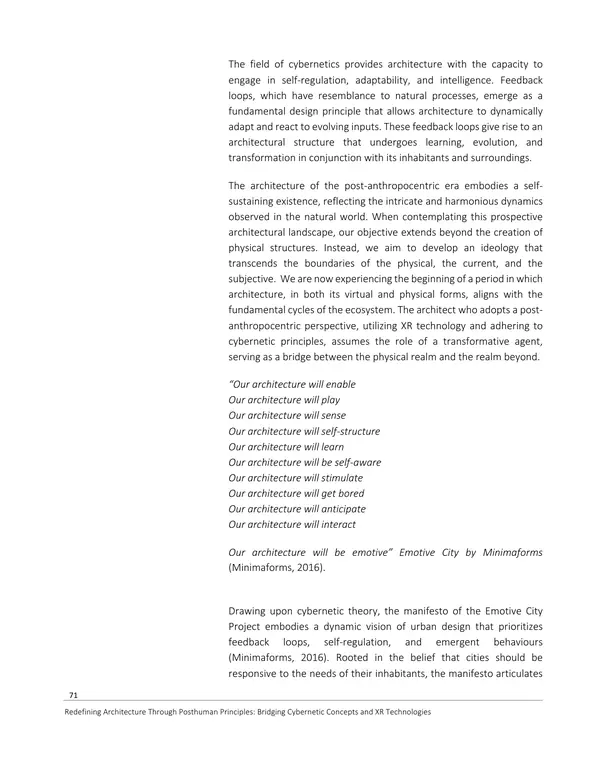 The field of cybernetics provides architecture with the capacity to
engage in self-regulation, adaptability, and intelligence. Feedback
loops, which have resemblance to natural processes, emerge as a
fundamental design principle that allows architecture to dynamically
adapt and react to evolving inputs. These feedback loops give rise to an
architectural structure that undergoes learning, evolution, and
transformation in conjunction with its inhabitants and surroundings.
The architecture of the post-anthropocentric era embodies a self-
sustaining existence, reflecting the intricate and harmonious dynamics
observed in the natural world. When contemplating this prospective
architectural landscape, our objective extends beyond the creation of
physical structures. Instead, we aim to develop an ideology that
transcends the boundaries of the physical, the current, and the
subjective. We are now experiencing the beginning of a period in which
architecture, in both its virtual and physical forms, aligns with the
fundamental cycles of the ecosystem. The architect who adopts a post-
anthropocentric perspective, utilizing XR technology and adhering to
cybernetic principles, assumes the role of a transformative agent,
serving as a bridge between the physical realm and the realm beyond.
“Our architecture will enable
Our architecture will play
Our architecture will sense
Our architecture will self-structure
Our architecture will learn
Our architecture will be self-aware
Our architecture will stimulate
Our architecture will get bored
Our architecture will anticipate
Our architecture will interact
Our architecture will be emotive” Emotive City by Minimaforms
(Minimaforms, 2016).
Drawing upon cybernetic theory, the manifesto of the Emotive City
Project embodies a dynamic vision of urban design that prioritizes
feedback loops, self-regulation, and emergent behaviours
(Minimaforms, 2016). Rooted in the belief that cities should be
responsive to the needs of their inhabitants, the manifesto articulates
71
Redefining Architecture Through Posthuman Principles: Bridging Cybernetic Concepts and XR Technologies